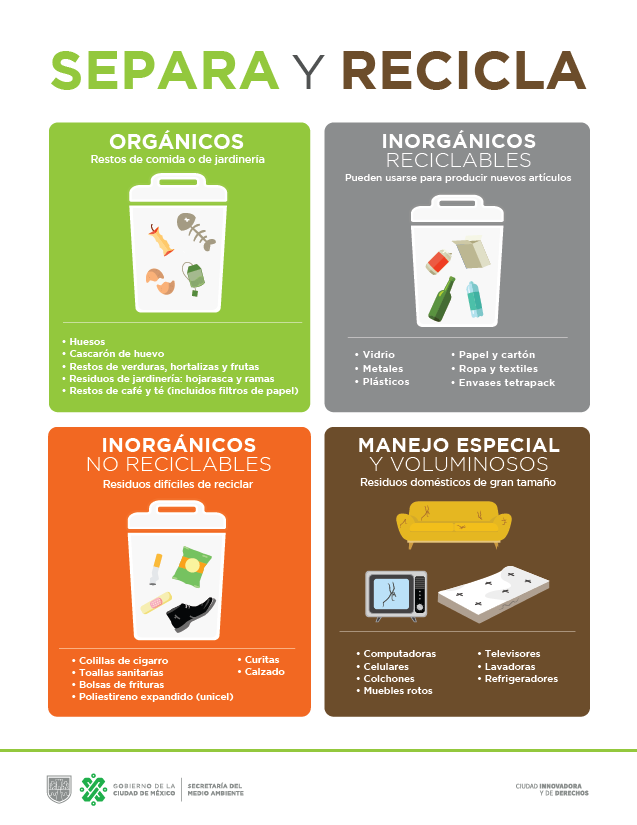 SEPARA Y RECICLA
ORGÁNICOS
Restos de comida o de jardinería
• Huesos
• Cascarón de huevo
• Restos de verduras, hortalizas y frutas
• Residuos de jardinería: hojarasca y ramas
• Restos de café y té (incluidos filtros de papel)
INORGÁNICOS
RECICLABLES
Pueden usarse para producir nuevos artículos
• Vidrio
• Metales
• Plásticos
• Papel y cartón
• Ropa y textiles
• Envases tetrapack
INORGÁNICOS
NO RECICLABLES
Residuos difíciles de reciclar
• Colillas de cigarro
• Toallas sanitarias
• Bolsas de frituras
• Poliestireno expandido (unicel)
• Curitas
• Calzado
MANEJO ESPECIAL
Y VOLUMINOSOS
Residuos domésticos de gran tamaño
• Computadoras
• Celulares
• Colchones
• Muebles rotos
• Televisores
• Lavadoras
• Refrigeradores
GOBIERNO DE LA
CIUDAD DE MÉXICO
SECRETARÍA DEL
MEDIO AMBIENTE
CIUDAD INNOVADORA
Y DE DERECHOS